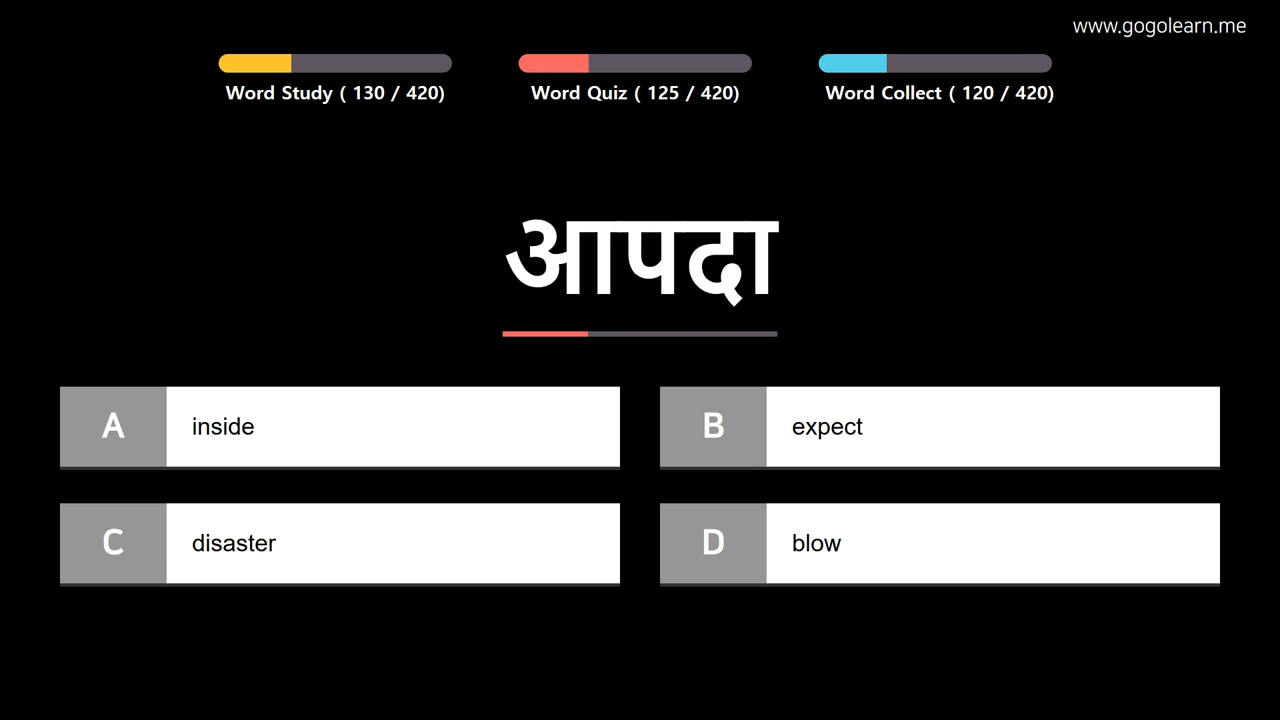 www.gogolearn.me
Word Study ( 130 / 420)
Word Quiz ( 125 / 420)
Word Collect ( 120 / 420)
आपदा
A inside
B expect
C disaster
D blow